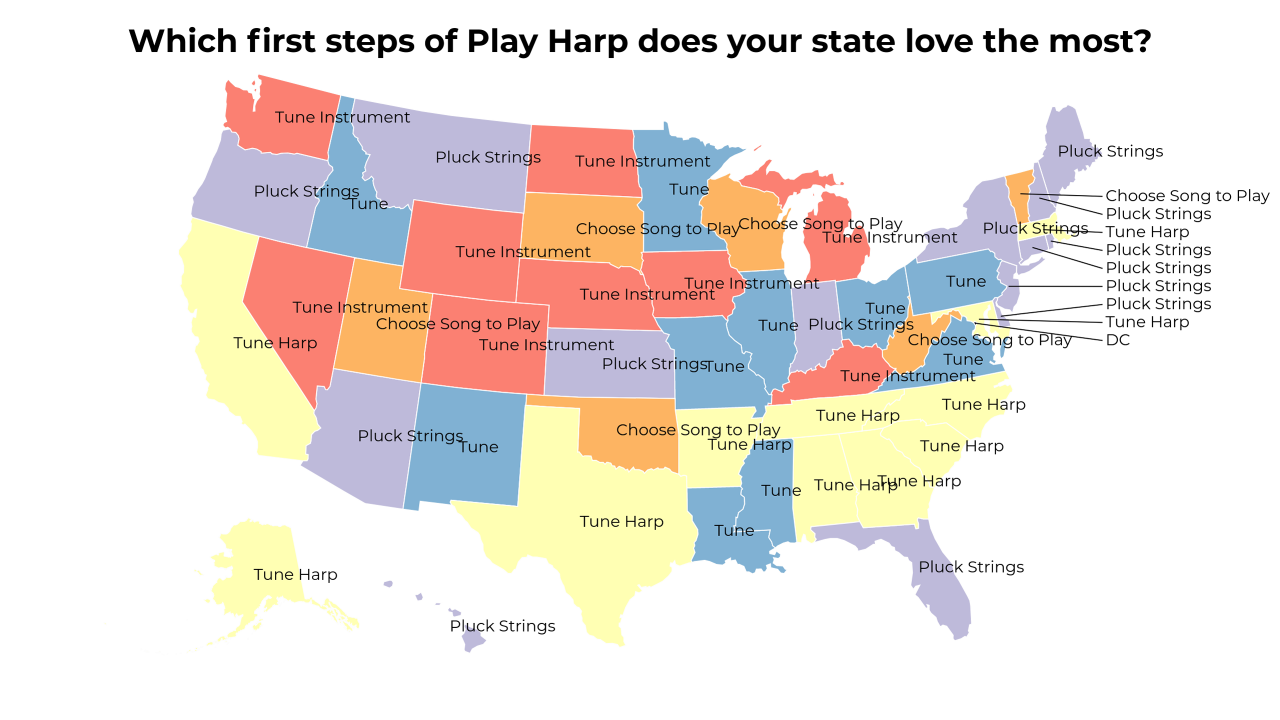 Which first steps of Play Harp does your state love the most?
Tune Instrument
Pluck Strings
Pluck Strings
Tune Instrument
Tune
Pluck Strings
Tune
Choose Song to Play
Pluck Strings
Pluck Strings
Choose Song to Play
Choose Song to Play
Pluck Strings
Tune Harp
Tune Instrument
Pluck Strings
Tune Instrument
Pluck Strings
Tune
Tune Instrument
Pluck Strings
Tune Instrument
Pluck Strings
Tune Instrument
Tune
Tune Harp
Choose Song to Play
Tune
Pluck Strings
DC
Choose Song to Play
Tune Harp
Tune Instrument
Tune
Pluck Strings
Tune
Tune Instrument
Tune Harp
Tune Harp
Choose Song to Play
Pluck Strings
Tune
Tune Harp
Tune Harp
Tune Harp
Tune
Tune Harp
Tune Harp
Tune Harp
Tune
Pluck Strings
Tune Harp
Pluck Strings